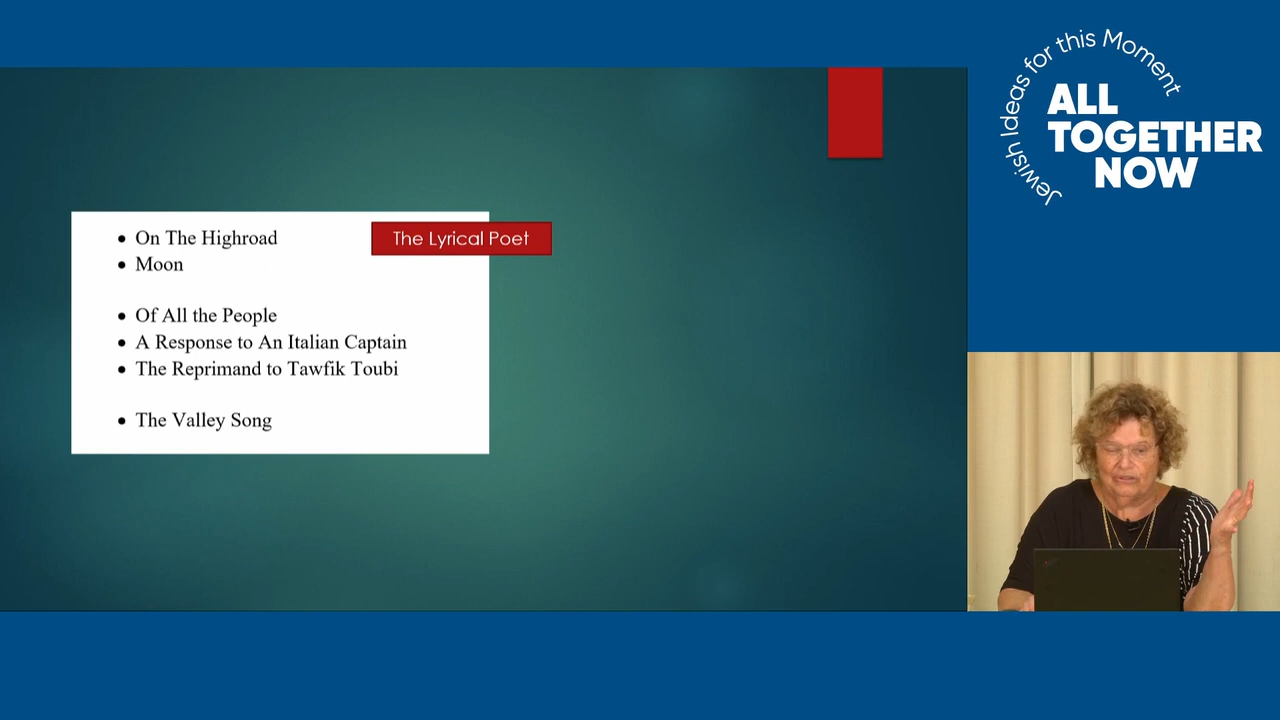 Jewish Ideas for this Moment
ALL
TOGETHER
NOW
The Lyrical Poet
• On The Highroad
• Moon
• Of All the People
• A Response to An Italian Captain
• The Reprimand to Tawfik Toubi
• The Valley Song